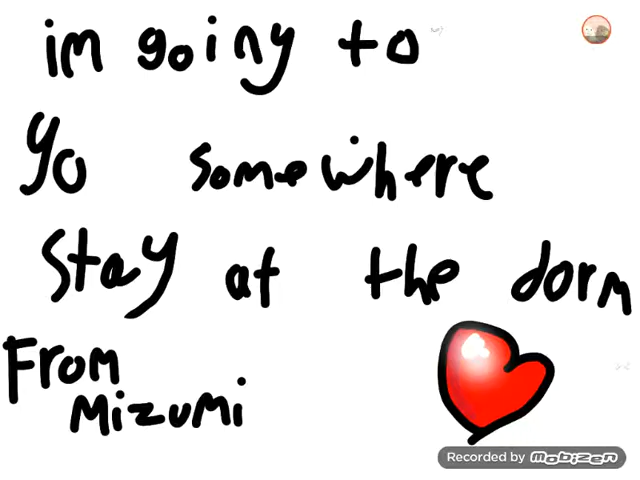 im going to
go somewhere
Stay at the dorm
From
Mizumi
Recorded by Mobizen